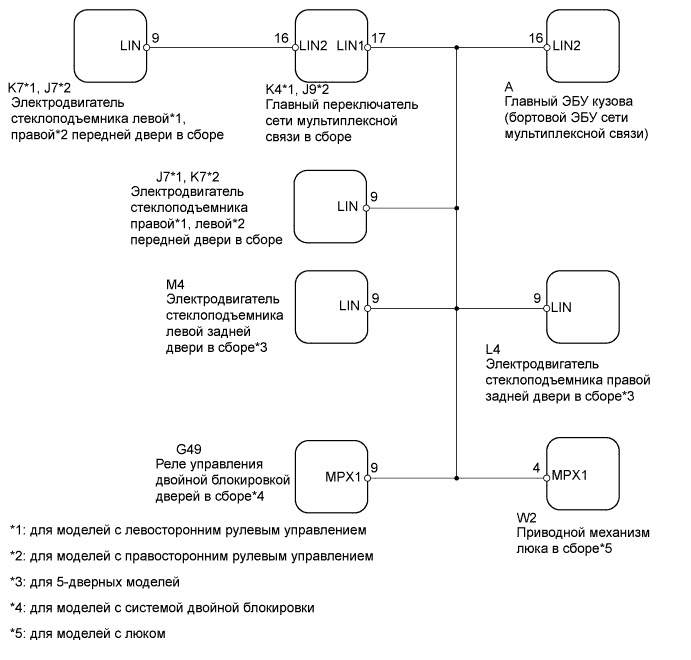 LIN 9 16 LIN2 LIN1 17 16 LIN2
K7*1, J7*2
Электродвигатель
стеклоподъемника левой*1,
правой*2 передней двери в сборе
K4*1, J9*2
Главный переключатель
сети мультиплексной
связи в сборе
A
Главный ЭБУ кузова
(бортовой ЭБУ сети
мультиплексной связи)
J7*1, K7*2
Электродвигатель
стеклоподъемника
правой*1, левой*2
передней двери в сборе
LIN 9
M4
Электродвигатель
стеклоподъемника
левой задней
двери в сборе*3
LIN 9
9 LIN
L4
Электродвигатель
стеклоподъемника правой
задней двери в сборе*3
G49
Реле управления
двойной блокировкой
дверей в сборе*4
MPX1 9
4 MPX1
W2
Приводной механизм
люка в сборе*5
*1: для моделей с левосторонним рулевым управлением
*2: для моделей с правосторонним рулевым управлением
*3: для 5-дверных моделей
*4: для моделей с системой двойной блокировки
*5: для моделей с люком